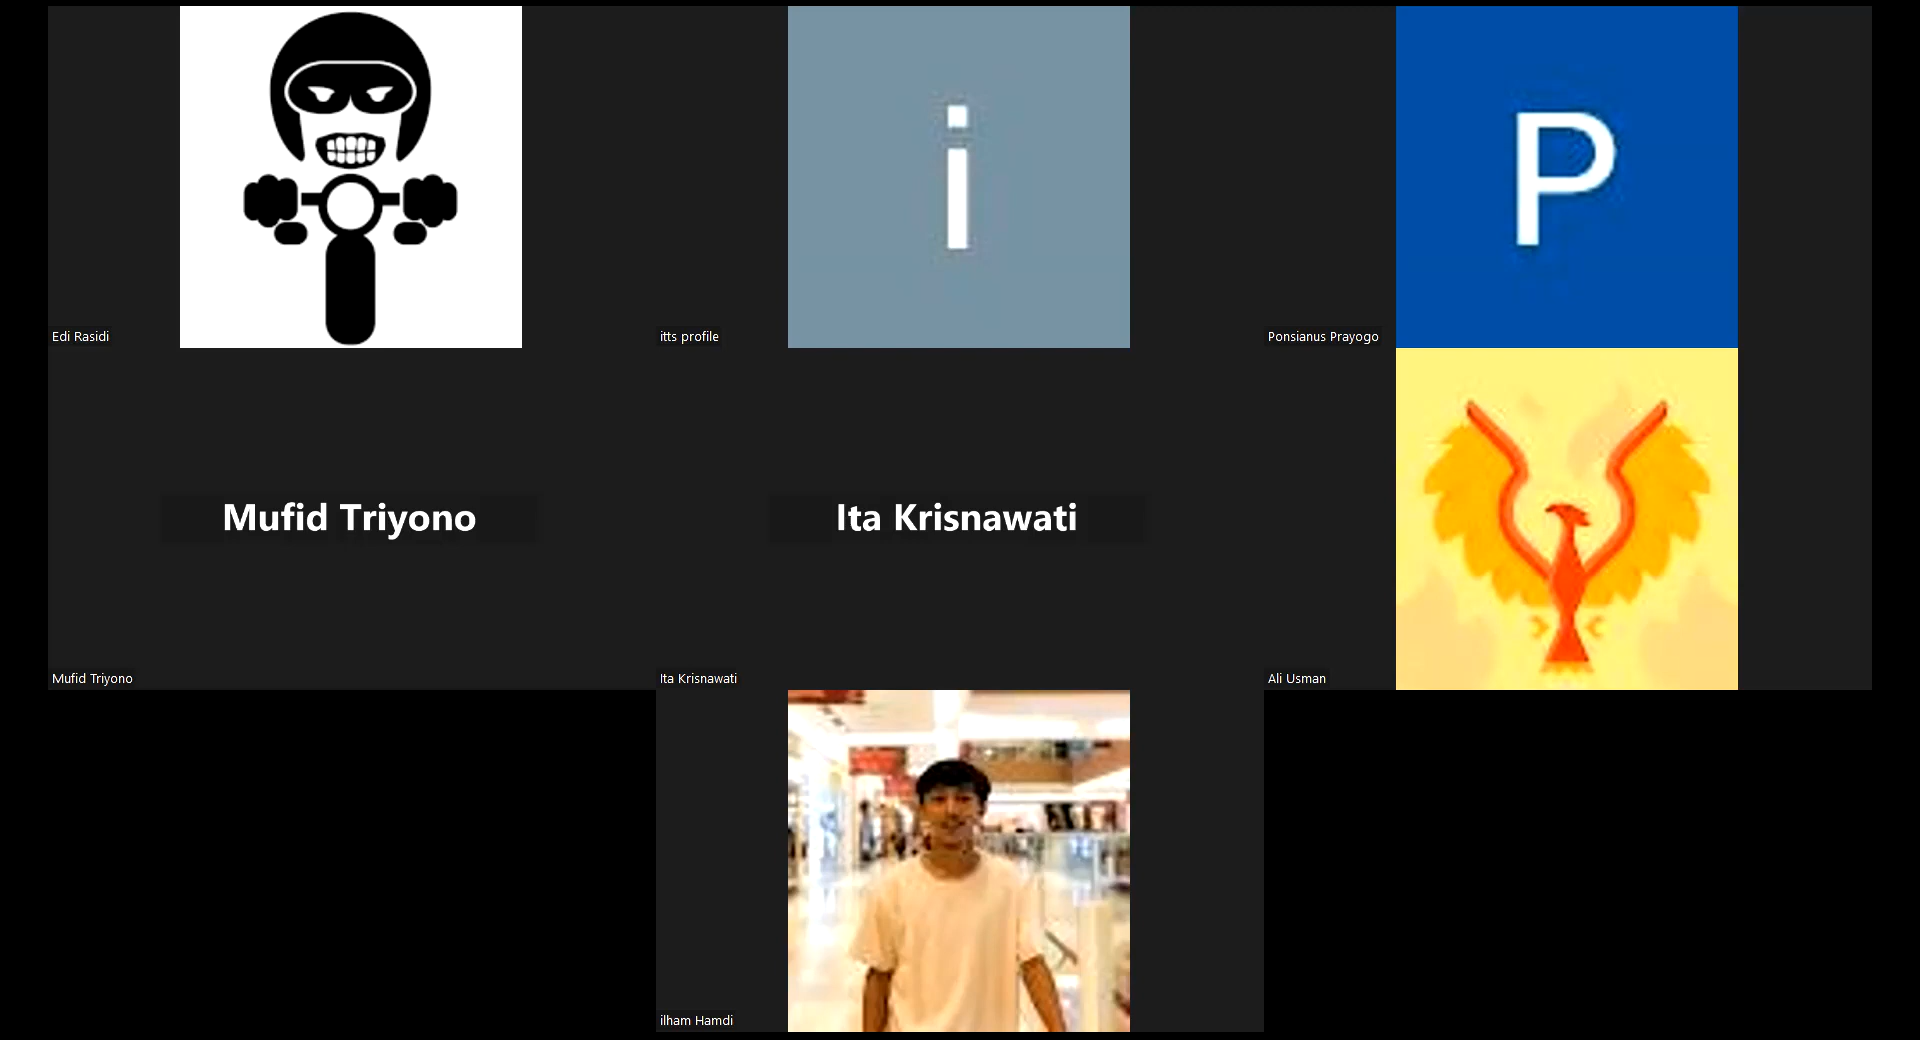 i
P
Edi Rasidi
itts profile
Ponsianus Prayogo
Mufid Triyono
Ita Krisnawati
Mufid Triyono
Ita Krisnawati
Ali Usman
ilham Hamdi